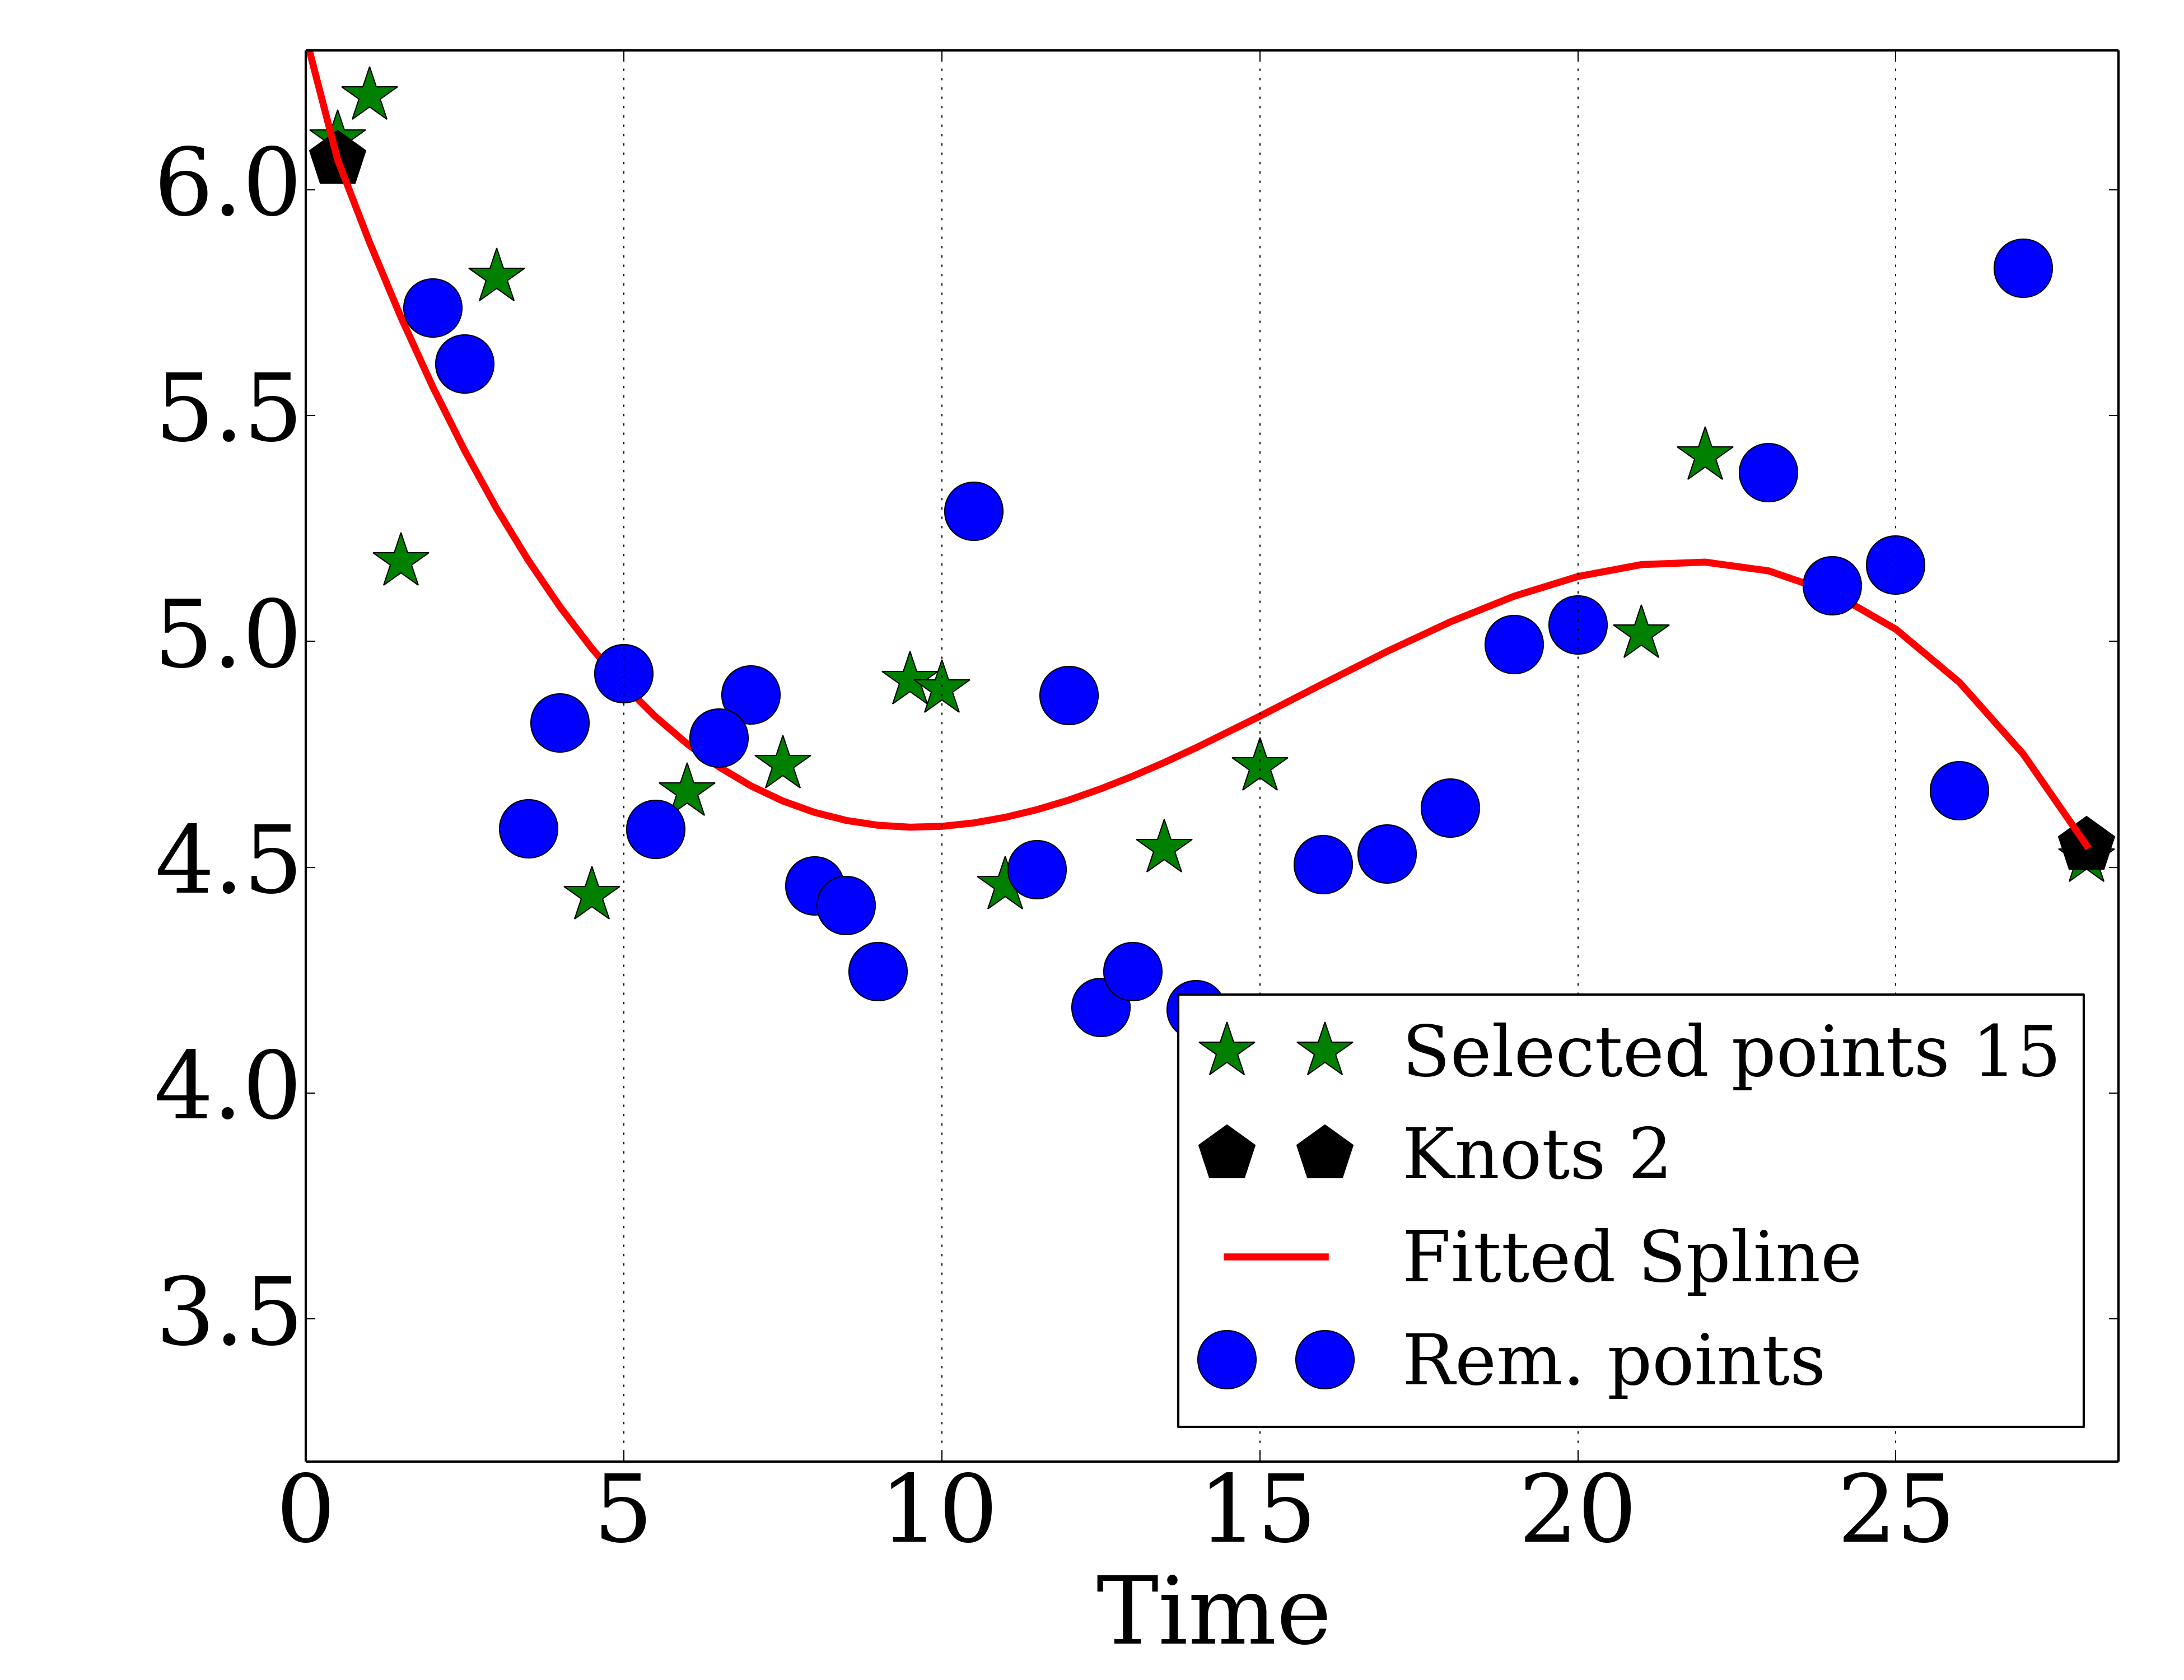 6.0
5.5
5.0
4.5
4.0
3.5
0 5 10 15 20 25
Time
Selected points 15
Knots 2
Fitted Spline
Rem. points